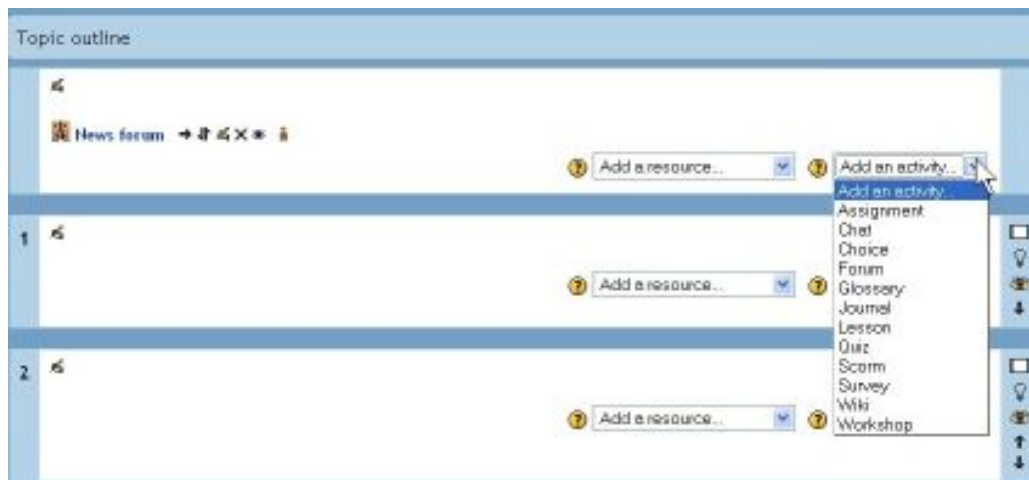 Topic outline
News forum
Add a resource... Add an activity...
Add an activity...
Assignment
Chat
Choice
Forum
Glossary
Journal
Lesson
Quiz
Scorm
Survey
Wiki
Workshop
1
Add a resource...
2
Add a resource...